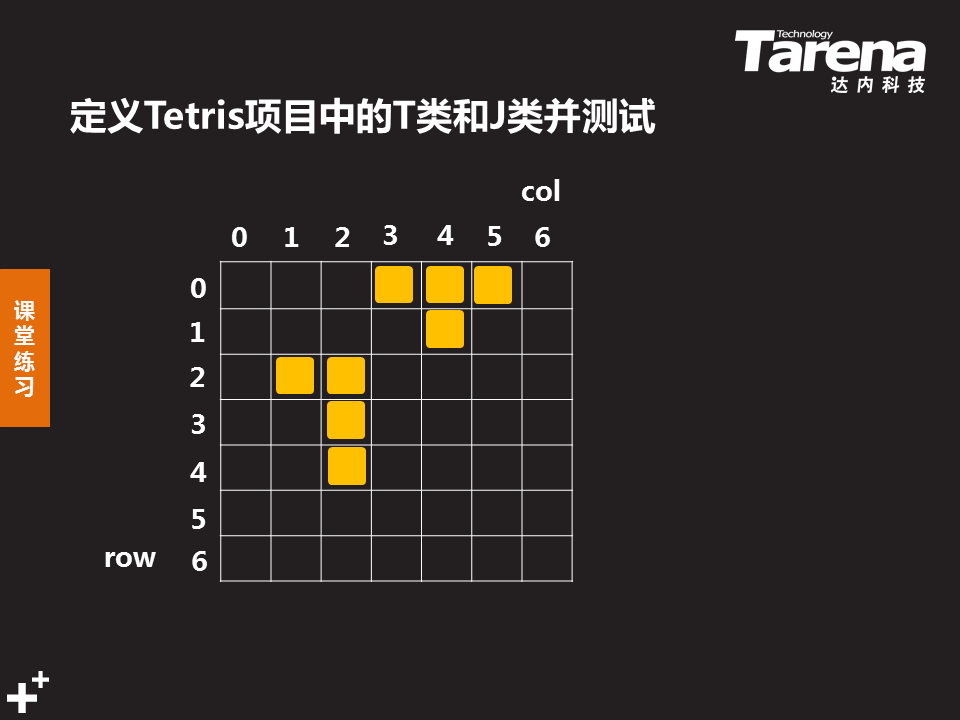 Technology
Tarena
达内科技
定义Tetris项目中的T类和J类并测试
col
0 1 2 3 4 5 6
0
1
2
3
4
5
row 6
课堂练习